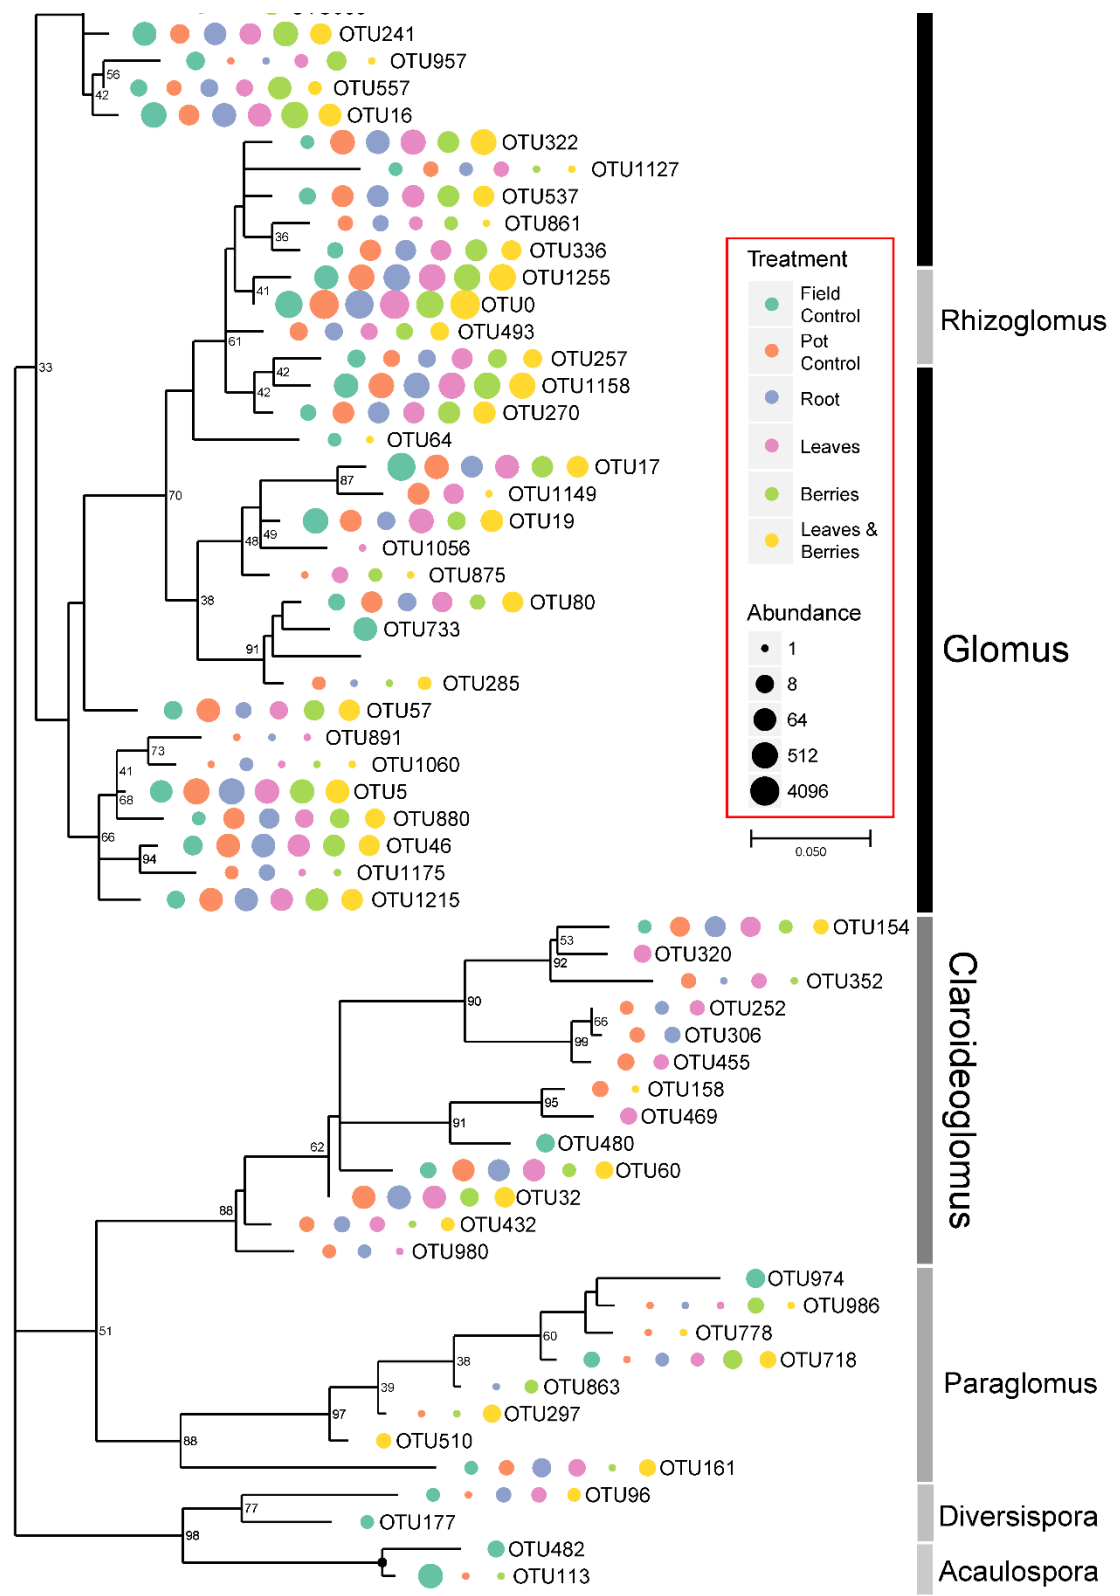 OTU241
OTU957
56
OTU557
42
OTU16
OTU322
OTU1127
OTU537
OTU861
36
OTU336
41
OTU1255
OTU0
OTU493
61
OTU257
42
OTU1158
42
OTU270
33
OTU64
OTU17
87
OTU1149
70
OTU19
49
48
OTU1056
OTU875
38
OTU80
OTU733
91
OTU285
OTU57
OTU891
73
OTU1060
41
OTU5
68
OTU880
66
OTU46
94
OTU1175
OTU1215
Treatment
Field
Control
Pot
Control
Root
Leaves
Berries
Leaves &
Berries
Abundance
1
8
64
512
4096
0.050
Rhizoglomus
Glomus
OTU154
53
OTU320
92
OTU352
90
OTU252
66
OTU306
99
OTU455
OTU158
95
OTU469
91
OTU480
62
OTU60
OTU32
88
OTU432
OTU980
Claroideoglomus
51
OTU974
OTU986
OTU778
60
OTU718
38
OTU863
39
OTU297
97
OTU510
88
OTU161
Paraglomus
OTU96
77
OTU177
98
OTU482
OTU113
Diversispora
Acaulospora